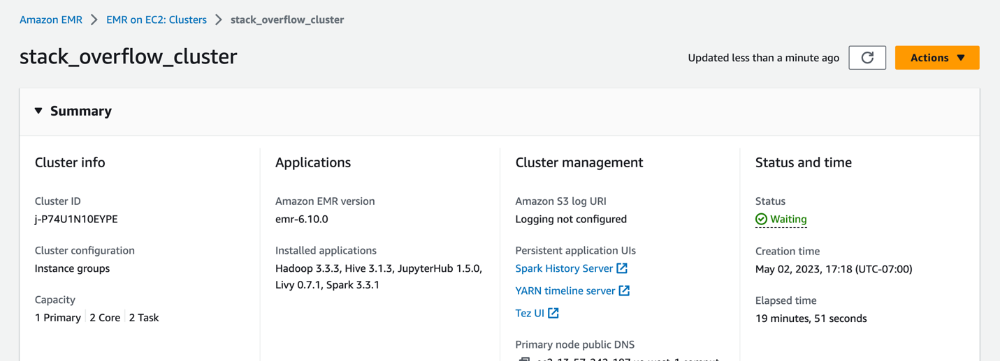 Amazon EMR > EMR on EC2: Clusters > stack_overflow_cluster
stack_overflow_cluster
Updated less than a minute ago
Actions
Summary
Cluster info
Cluster ID
j-P74U1N10EYPE
Cluster configuration
Instance groups
Capacity
1 Primary | 2 Core | 2 Task
Applications
Amazon EMR version
emr-6.10.0
Installed applications
Hadoop 3.3.3, Hive 3.1.3, JupyterHub 1.5.0,
Livy 0.7.1, Spark 3.3.1
Cluster management
Amazon S3 log URI
Logging not configured
Persistent application UIs
Spark History Server
YARN timeline server
Tez UI
Primary node public DNS
Status and time
Status
Waiting
Creation time
May 02, 2023, 17:18 (UTC-07:00)
Elapsed time
19 minutes, 51 seconds